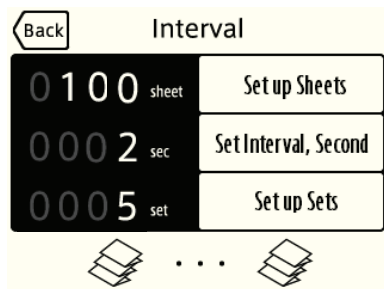 Back Interval
0100 sheet Set up Sheets
0002 sec Set Interval, Second
0005 set Set up Sets
...